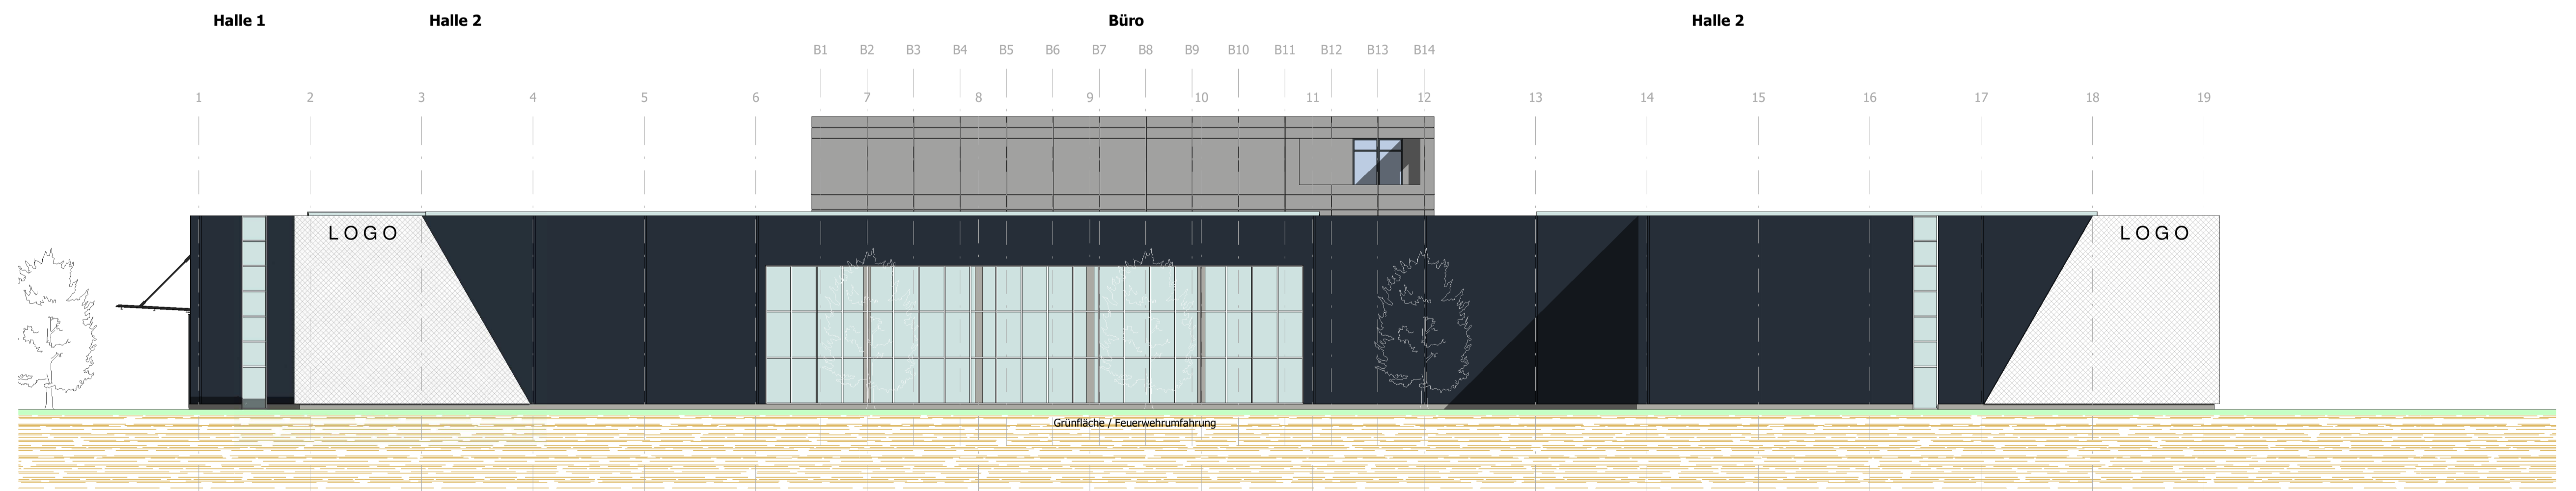 Halle 1 Halle 2 Büro Halle 2
B1 B2 B3 B4 B5 B6 B7 B8 B9 B10 B11 B12 B13 B14
1 2 3 4 5 6 7 8 9 10 11 12 13 14 15 16 17 18 19
LOGO LOGO
Grünfläche / Feuerwehrumfahrung